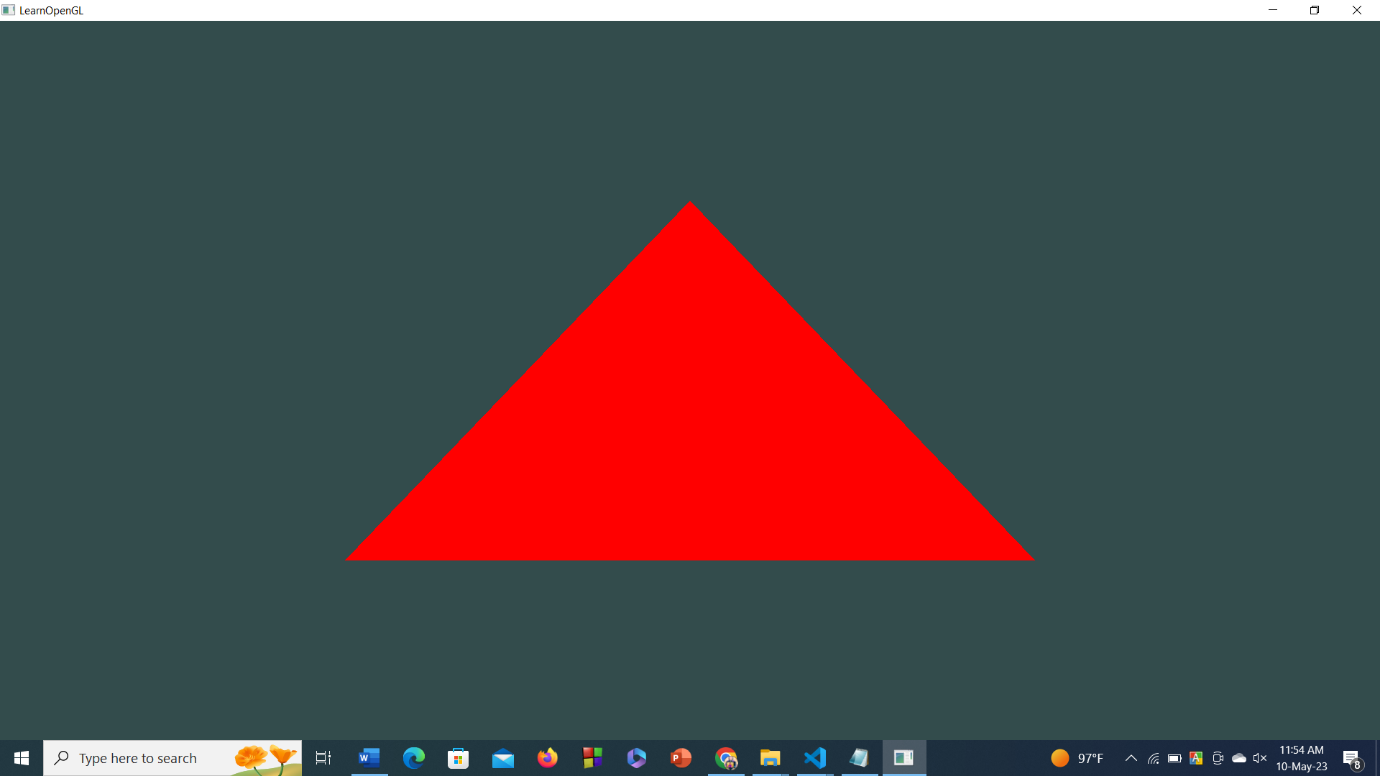 LearnOpenGL
Type here to search
W
P
97°F
A
11:54 AM
10-May-23
8